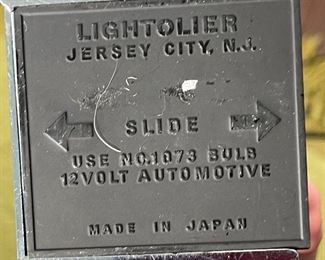 LIGHTOLIER
JERSEY CITY, N.J.
SLIDE
USE NO.1073 BULB
12VOLT AUTOMOTIVE
MADE IN JAPAN